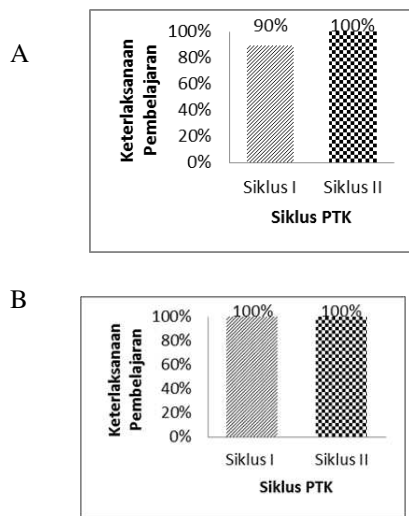 A
Keterlaksanaan
Pembelajaran
100%
80%
60%
40%
20%
0%
90%
100%
Siklus I
Siklus II
Siklus PTK
B
Keterlaksanaan
Pembelajaran
100%
80%
60%
40%
20%
0%
100%
100%
Siklus I
Siklus II
Siklus PTK